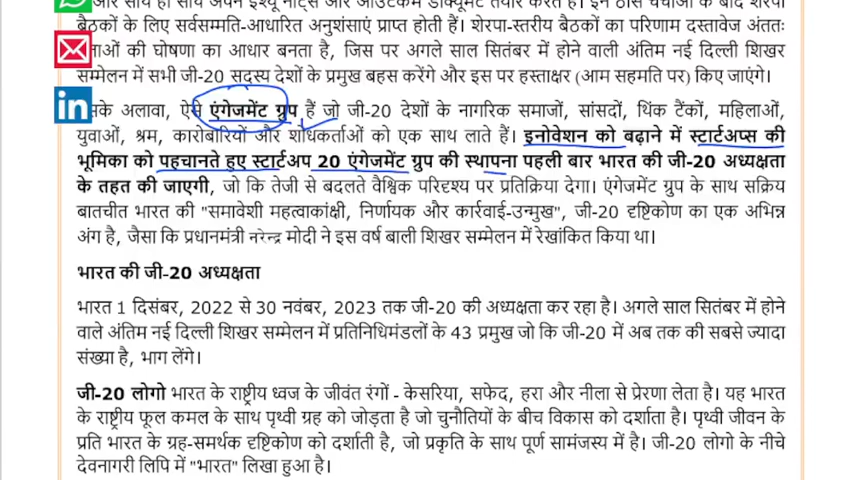 और साथ ही साथ अपने इश्यू नोट्स और आउटकम डॉक्यूमेंट तैयार करते हैं। इन ठोस चर्चाओं के बाद शेरपा
बैठकों के लिए सर्वसम्मति-आधारित अनुशंसाएं प्राप्त होती हैं। शेरपा-स्तरीय बैठकों का परिणाम दस्तावेज अंततः
नेताओं की घोषणा का आधार बनता है, जिस पर अगले साल सितंबर में होने वाली अंतिम नई दिल्ली शिखर
सम्मेलन में सभी जी-20 सदस्य देशों के प्रमुख बहस करेंगे और इस पर हस्ताक्षर (आम सहमति पर) किए जाएंगे।
इसके अलावा, ऐसे एंगेजमेंट ग्रुप हैं जो जी-20 देशों के नागरिक समाजों, सांसदों, थिंक टैंकों, महिलाओं,
युवाओं, श्रम, कारोबारियों और शोधकर्ताओं को एक साथ लाते हैं। इनोवेशन को बढ़ाने में स्टार्टअप्स की
भूमिका को पहचानते हुए स्टार्टअप 20 एंगेजमेंट ग्रुप की स्थापना पहली बार भारत की जी-20 अध्यक्षता
के तहत की जाएगी, जो कि तेजी से बदलते वैश्विक परिदृश्य पर प्रतिक्रिया देगा। एंगेजमेंट ग्रुप के साथ सक्रिय
बातचीत भारत की "समावेशी महत्वाकांक्षी, निर्णायक और कार्रवाई-उन्मुख", जी-20 दृष्टिकोण का एक अभिन्न
अंग है, जैसा कि प्रधानमंत्री नरेन्द्र मोदी ने इस वर्ष बाली शिखर सम्मेलन में रेखांकित किया था।
भारत की जी-20 अध्यक्षता
भारत 1 दिसंबर, 2022 से 30 नवंबर, 2023 तक जी-20 की अध्यक्षता कर रहा है। अगले साल सितंबर में होने
वाले अंतिम नई दिल्ली शिखर सम्मेलन में प्रतिनिधिमंडलों के 43 प्रमुख जो कि जी-20 में अब तक की सबसे ज्यादा
संख्या है, भाग लेंगे।
जी-20 लोगो भारत के राष्ट्रीय ध्वज के जीवंत रंगों - केसरिया, सफेद, हरा और नीला से प्रेरणा लेता है। यह भारत
के राष्ट्रीय फूल कमल के साथ पृथ्वी ग्रह को जोड़ता है जो चुनौतियों के बीच विकास को दर्शाता है। पृथ्वी जीवन के
प्रति भारत के ग्रह-समर्थक दृष्टिकोण को दर्शाती है, जो प्रकृति के साथ पूर्ण सामंजस्य में है। जी-20 लोगो के नीचे
देवनागरी लिपि में "भारत" लिखा हुआ है।
in